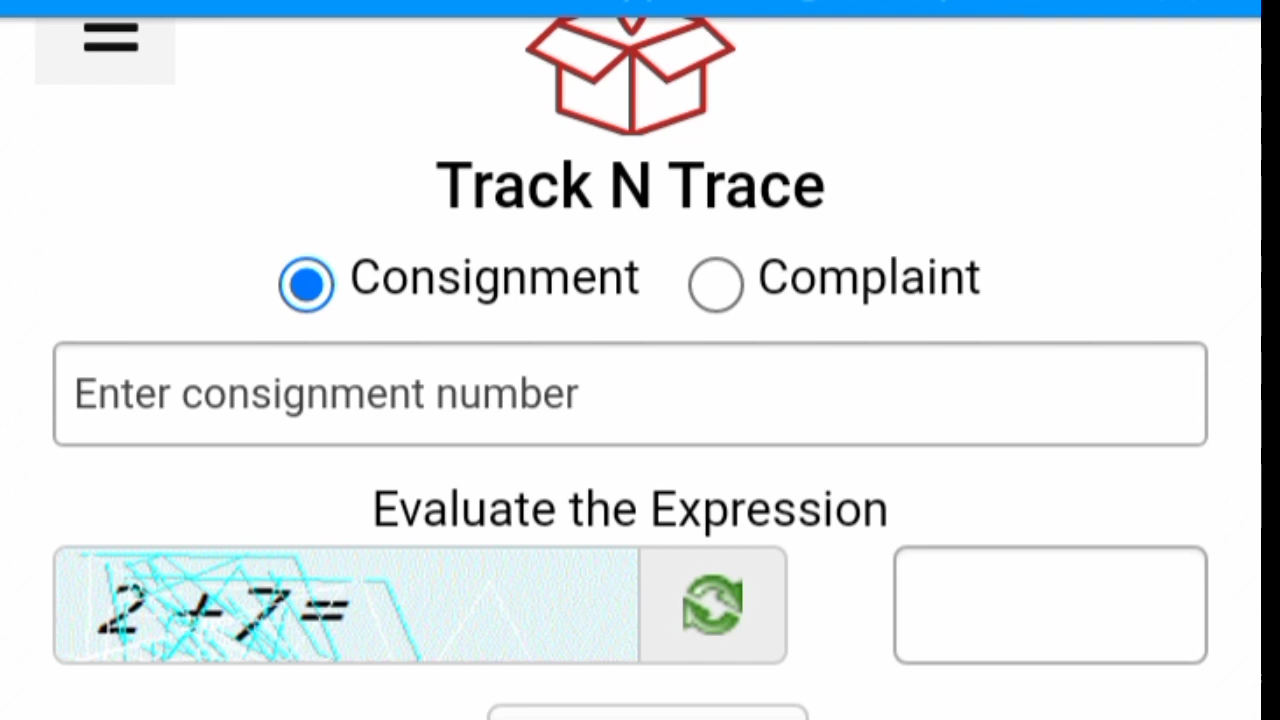 Track N Trace
Consignment
Complaint
Enter consignment number
Evaluate the Expression
2+7=